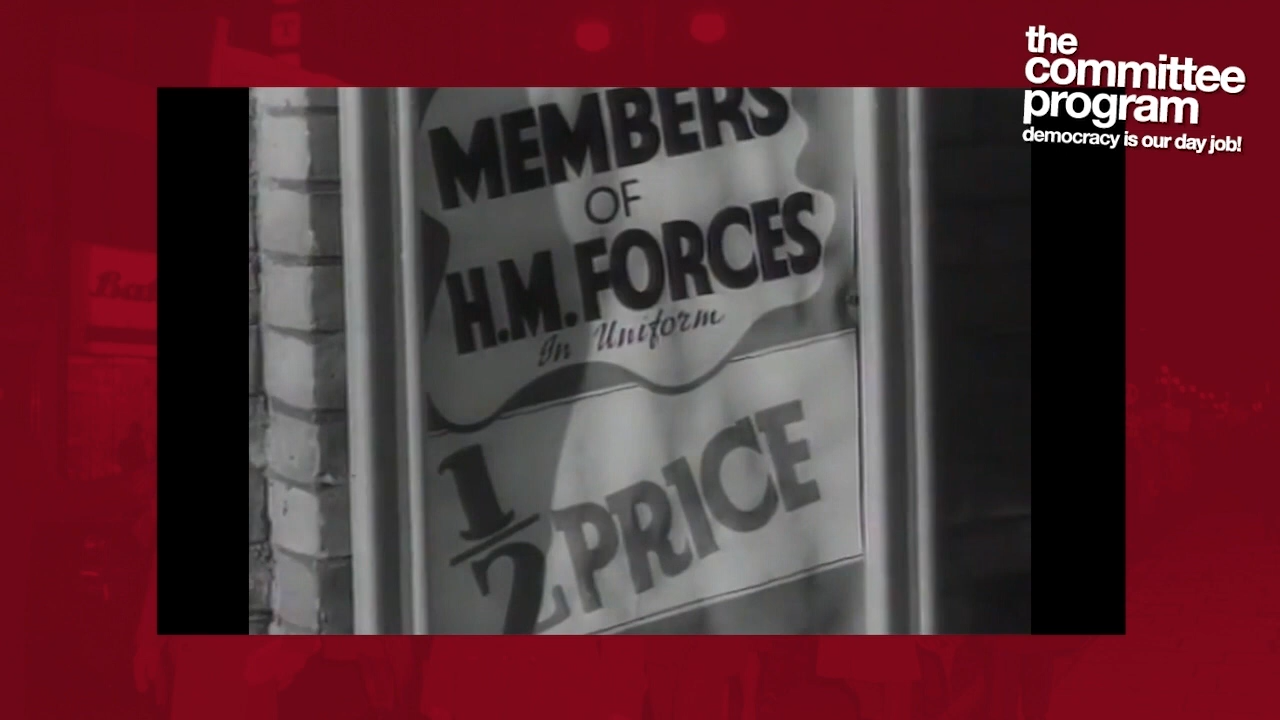 the
committee
program
democracy is our day job!
MEMBERS
OF
H.M. FORCES
In Uniform
1/2 PRICE